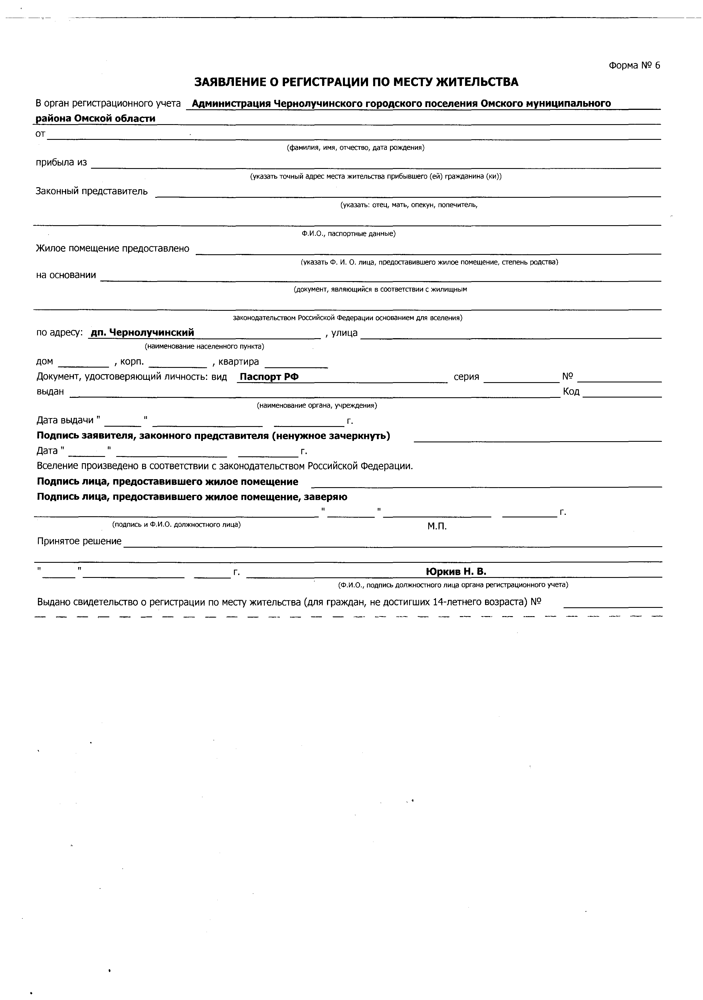 Форма № 6
ЗАЯВЛЕНИЕ О РЕГИСТРАЦИИ ПО МЕСТУ ЖИТЕЛЬСТВА
В орган регистрационного учета Администрация Чернолучинского городского поселения Омского муниципального
района Омской области
от
(фамилия, имя, отчество, дата рождения)
прибыла из
(указать точный адрес места жительства прибывшего (ей) гражданина (ки))
Законный представитель
(указать: отец, мать, опекун, попечитель,
Ф.И.О., паспортные данные)
Жилое помещение предоставлено
(указать Ф. И. О. лица, предоставившего жилое помещение, степень родства)
на основании
(документ, являющийся в соответствии с жилищным
законодательством Российской Федерации основанием для вселения)
по адресу: дп. Чернолучинский , улица
(наименование населенного пункта)
дом , корп. , квартира
Документ, удостоверяющий личность: вид Паспорт РФ серия №
выдан Код
(наименование органа, учреждения)
Дата выдачи " " г.
Подпись заявителя, законного представителя (ненужное зачеркнуть)
Дата " " г.
Вселение произведено в соответствии с законодательством Российской Федерации.
Подпись лица, предоставившего жилое помещение
Подпись лица, предоставившего жилое помещение, заверяю
" " г.
(подпись и Ф.И.О. должностного лица) М.П.
Принятое решение
" " г. Юркив Н. В.
(Ф.И.О., подпись должностного лица органа регистрационного учета)
Выдано свидетельство о регистрации по месту жительства (для граждан, не достигших 14-летнего возраста) №